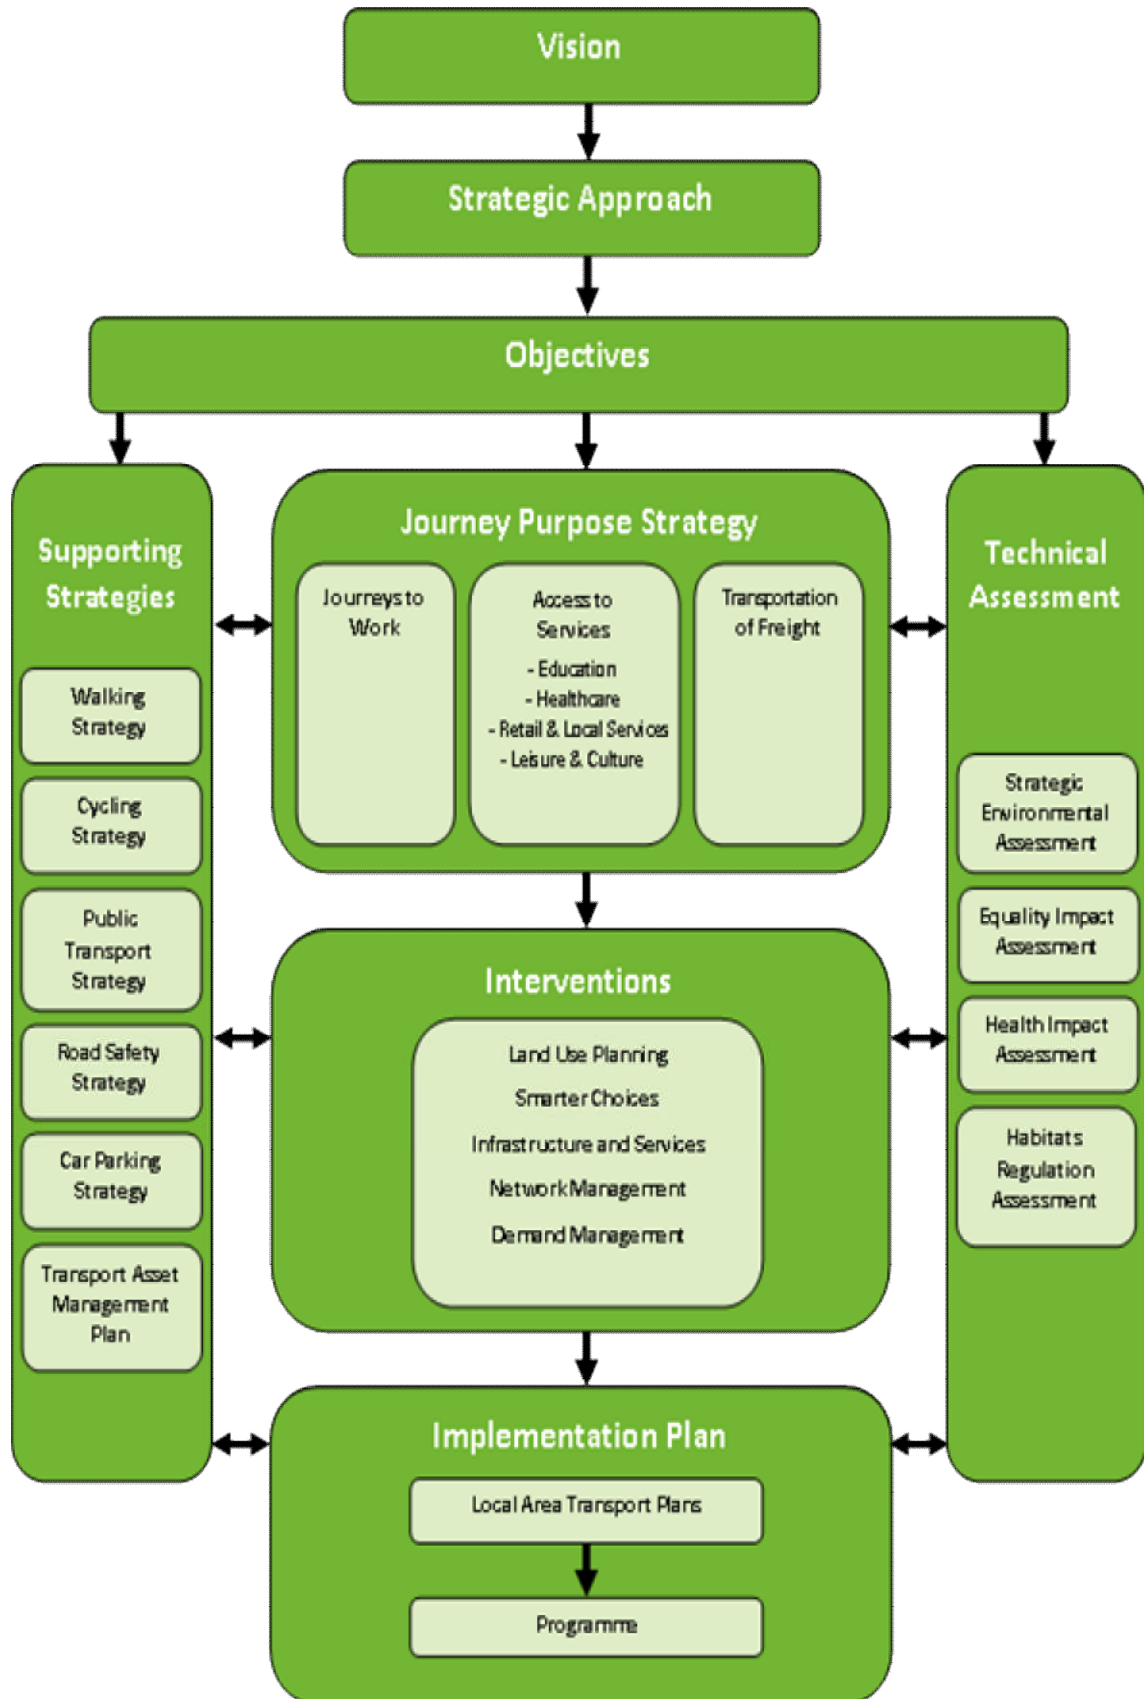 Vision
Strategic Approach
Objectives
Supporting
Strategies
Walking
Strategy
Cycling
Strategy
Public
Transport
Strategy
Road Safety
Strategy
Car Parking
Strategy
Transport Asset
Management
Plan
Journey Purpose Strategy
Journeys to
Work
Access to
Services
- Education
- Healthcare
- Retail & Local Services
- Leisure & Culture
Transportation
of Freight
Interventions
Land Use Planning
Smarter Choices
Infrastructure and Services
Network Management
Demand Management
Implementation Plan
Local Area Transport Plans
Programme
Technical
Assessment
Strategic
Environmental
Assessment
Equality Impact
Assessment
Health Impact
Assessment
Habitats
Regulation
Assessment